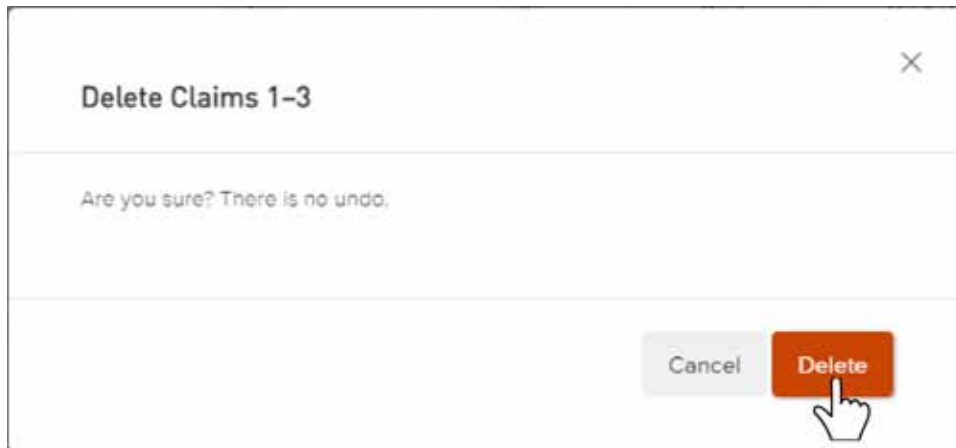 Delete Claims 1–3
Are you sure? There is no undo.
Cancel
Delete